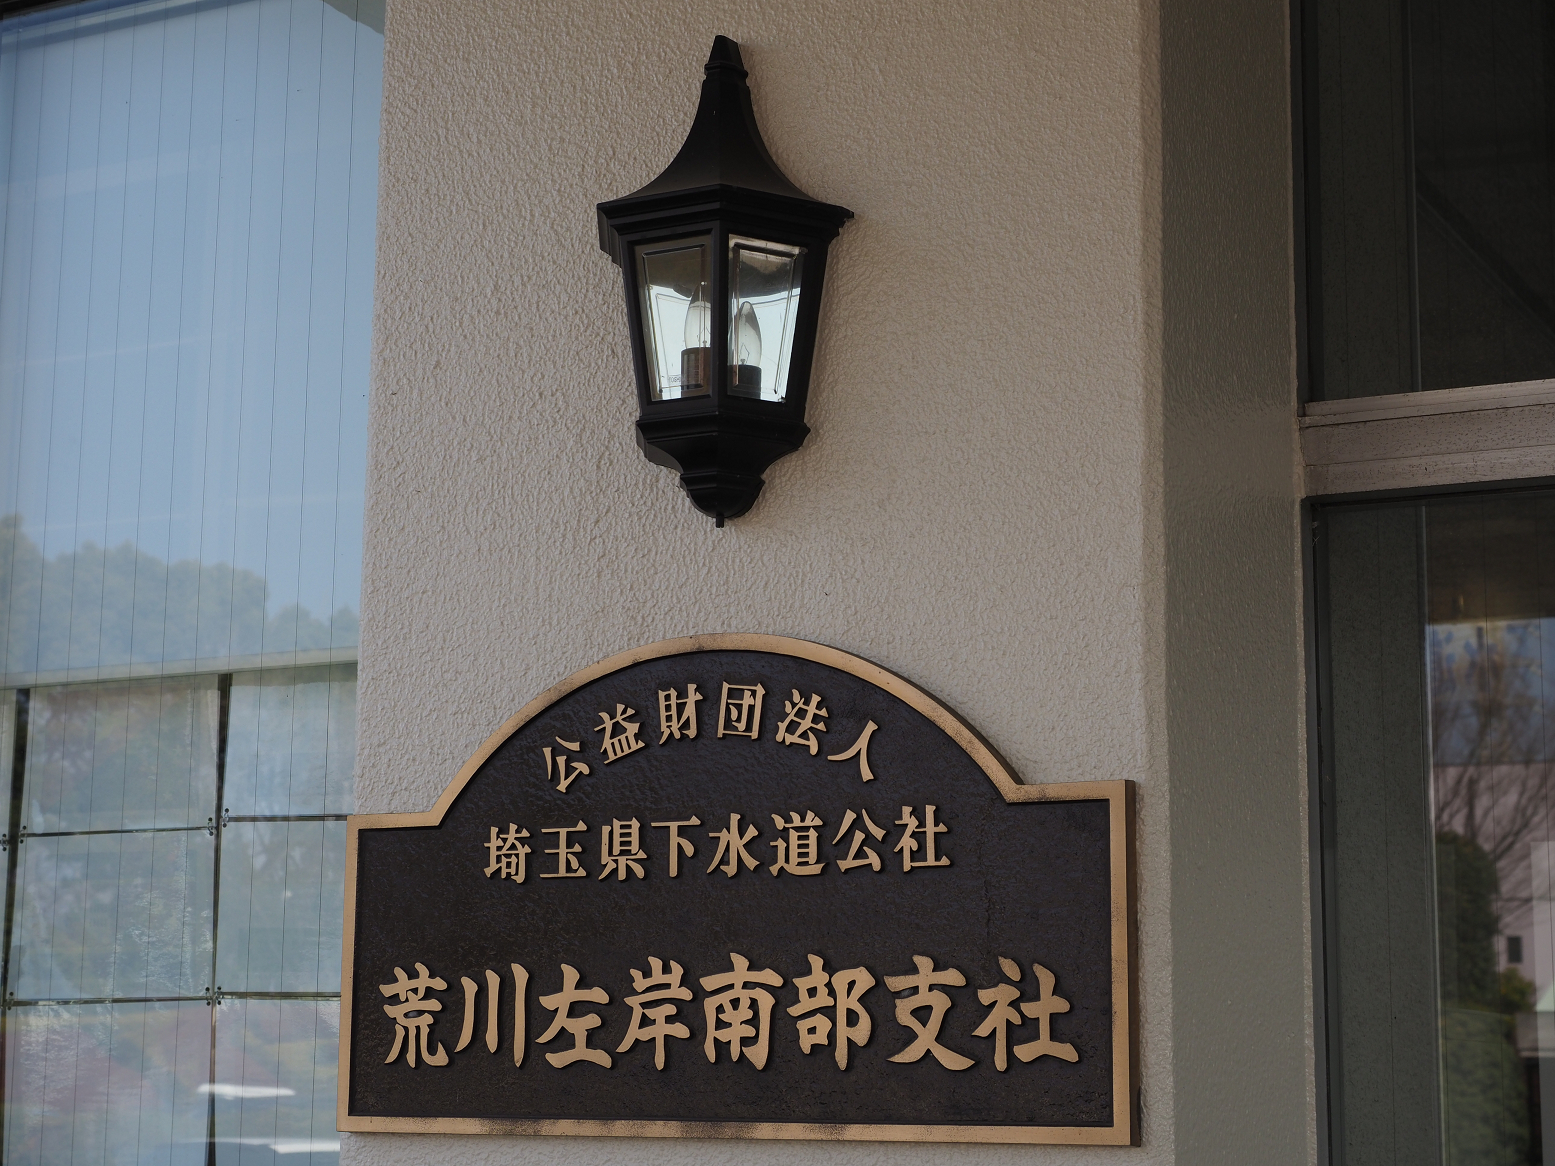 公益財団法人
埼玉県下水道公社
荒川左岸南部支社